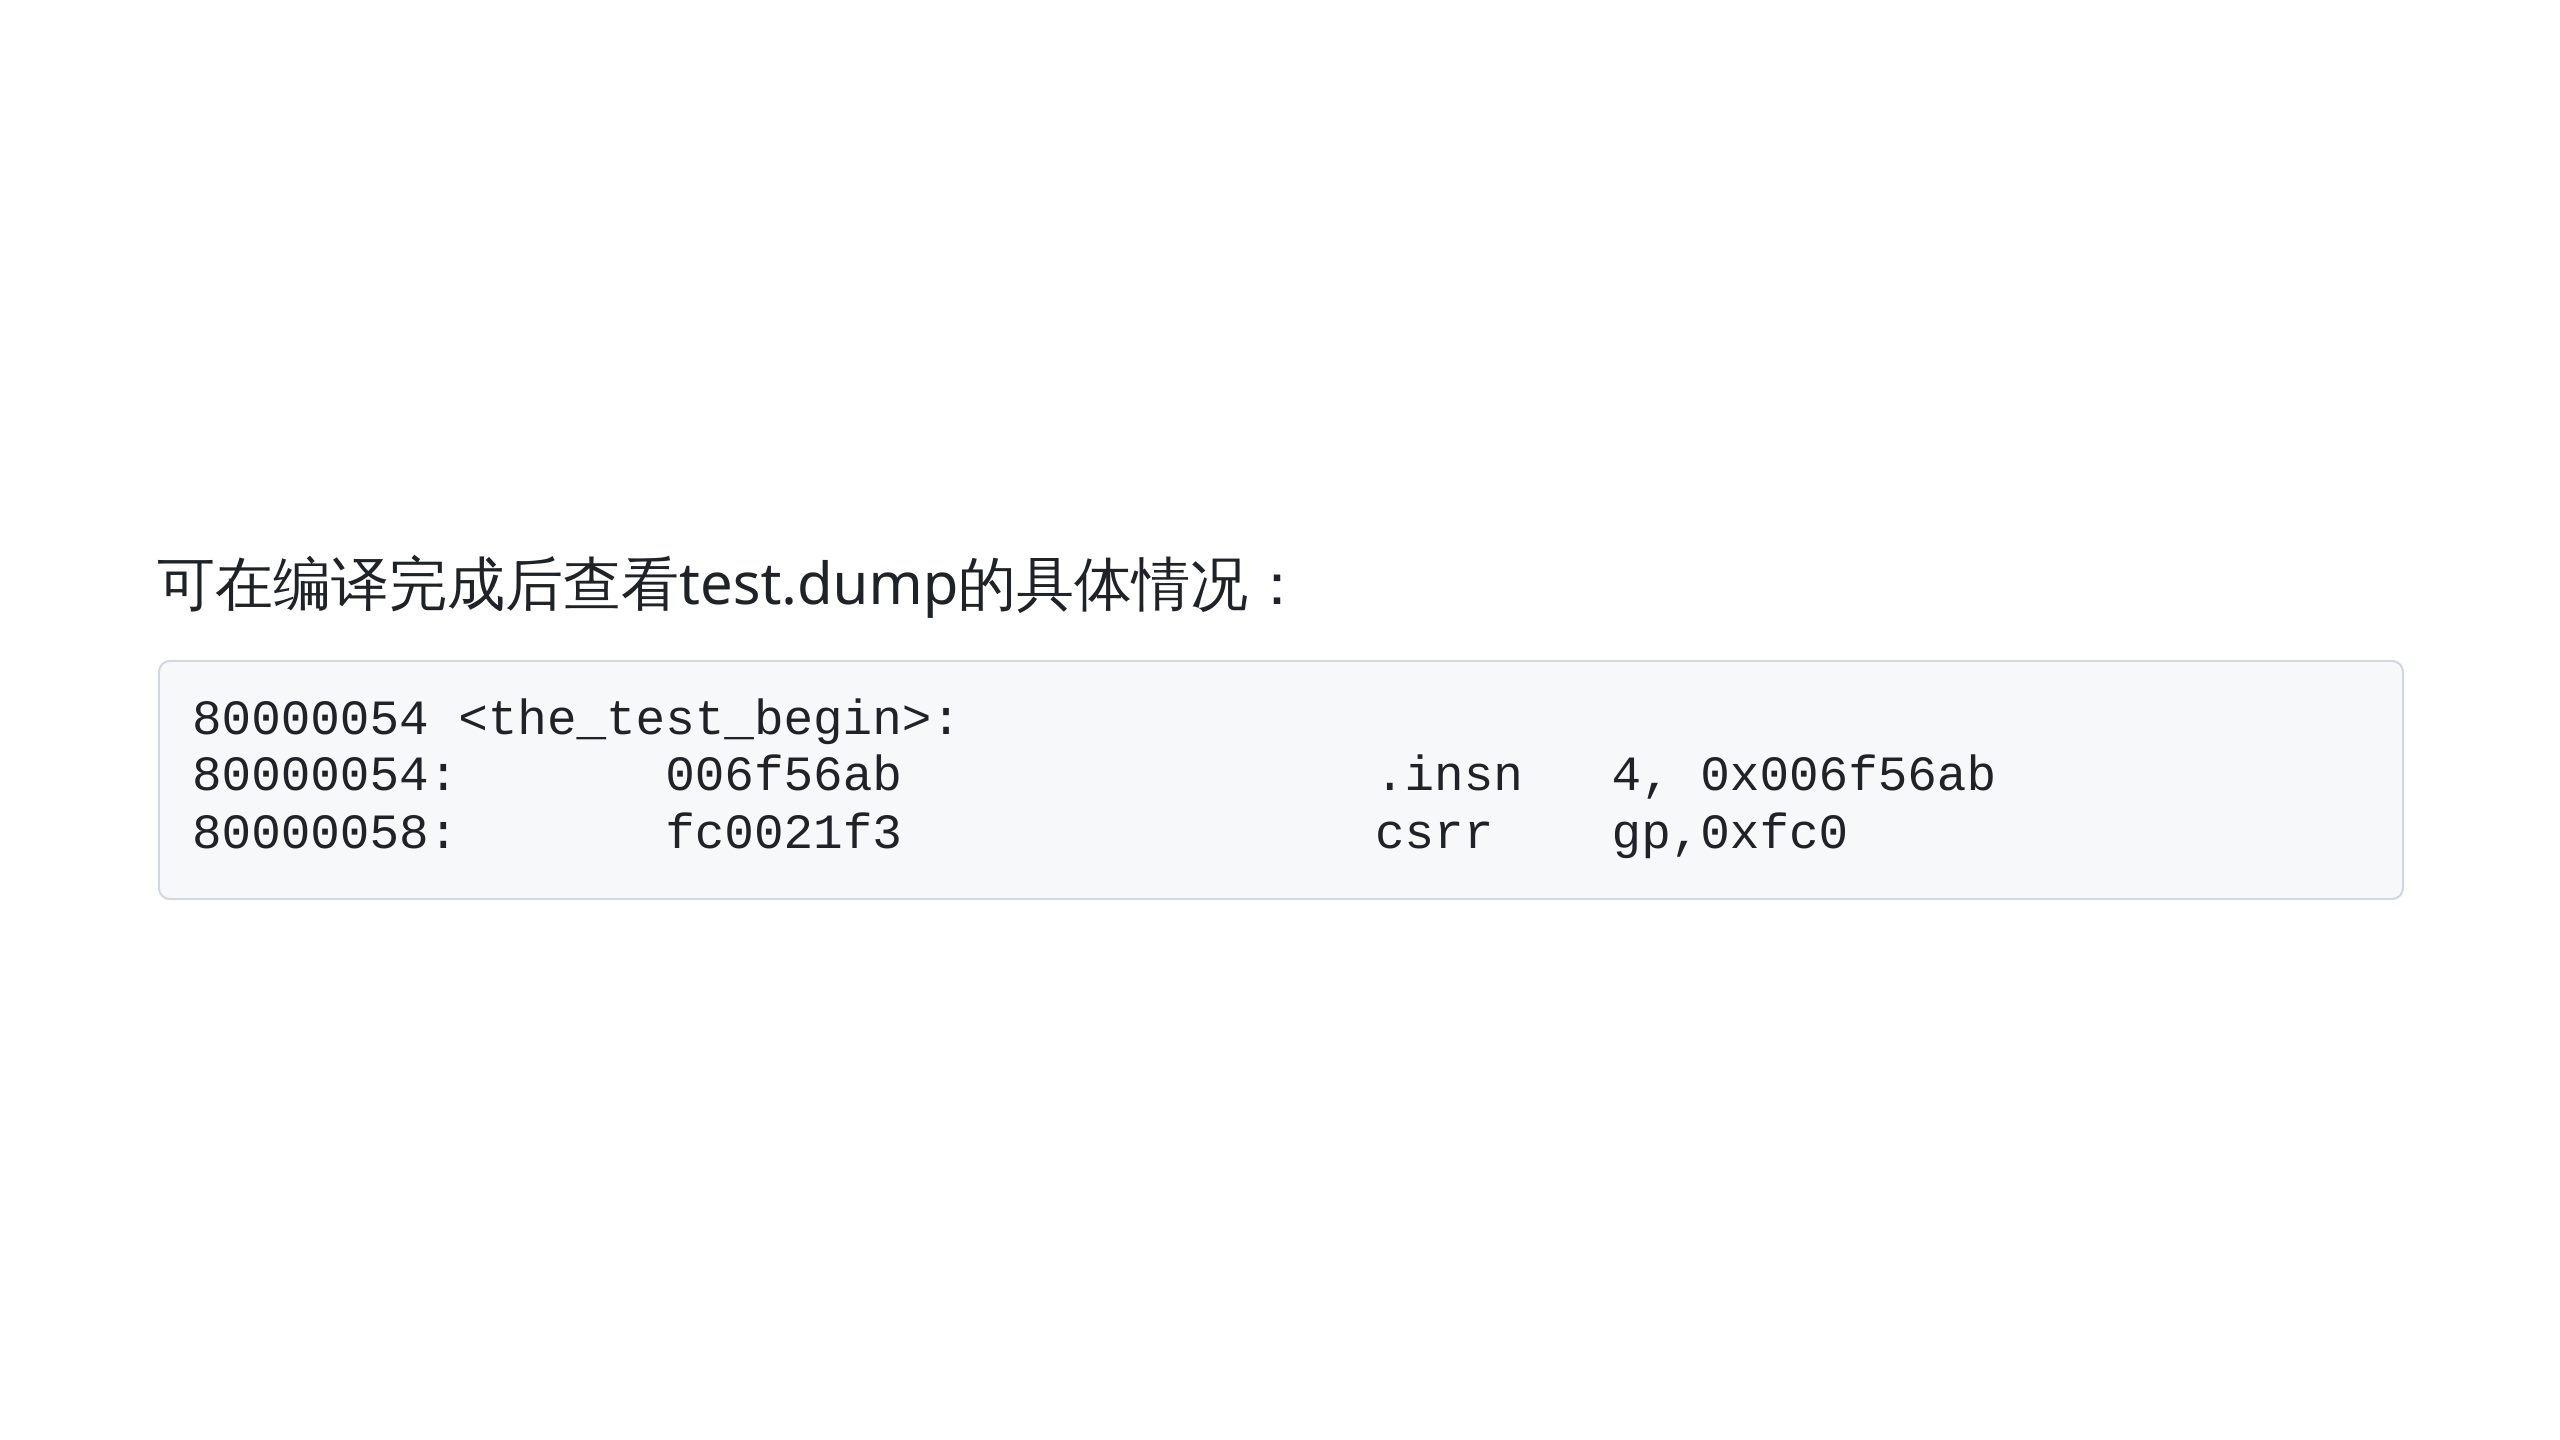 可在编译完成后查看test.dump的具体情况：
80000054 <the_test_begin>:
80000054:       006f56ab                .insn   4, 0x006f56ab
80000058:       fc0021f3                csrr    gp,0xfc0